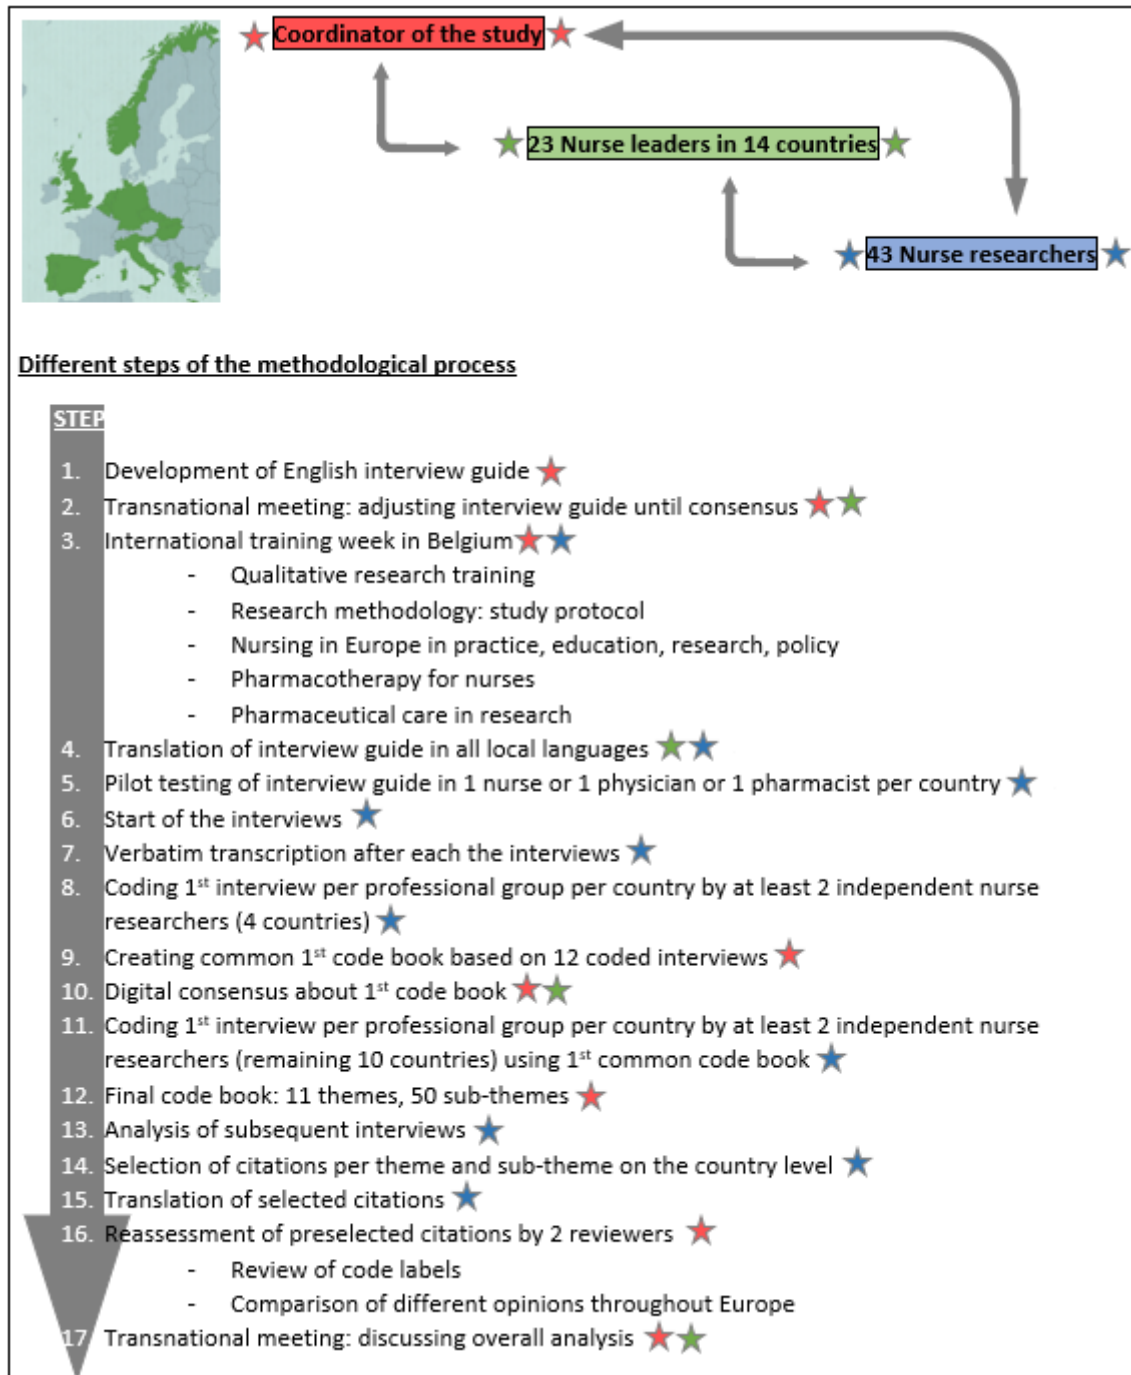 Coordinator of the study
23 Nurse leaders in 14 countries
43 Nurse researchers
Different steps of the methodological process
STEP
1. Development of English interview guide
2. Transnational meeting: adjusting interview guide until consensus
3. International training week in Belgium
- Qualitative research training
- Research methodology: study protocol
- Nursing in Europe in practice, education, research, policy
- Pharmacotherapy for nurses
- Pharmaceutical care in research
4. Translation of interview guide in all local languages
5. Pilot testing of interview guide in 1 nurse or 1 physician or 1 pharmacist per country
6. Start of the interviews
7. Verbatim transcription after each the interviews
8. Coding 1st interview per professional group per country by at least 2 independent nurse
researchers (4 countries)
9. Creating common 1st code book based on 12 coded interviews
10. Digital consensus about 1st code book
11. Coding 1st interview per professional group per country by at least 2 independent nurse
researchers (remaining 10 countries) using 1st common code book
12. Final code book: 11 themes, 50 sub-themes
13. Analysis of subsequent interviews
14. Selection of citations per theme and sub-theme on the country level
15. Translation of selected citations
16. Reassessment of preselected citations by 2 reviewers
- Review of code labels
- Comparison of different opinions throughout Europe
17. Transnational meeting: discussing overall analysis